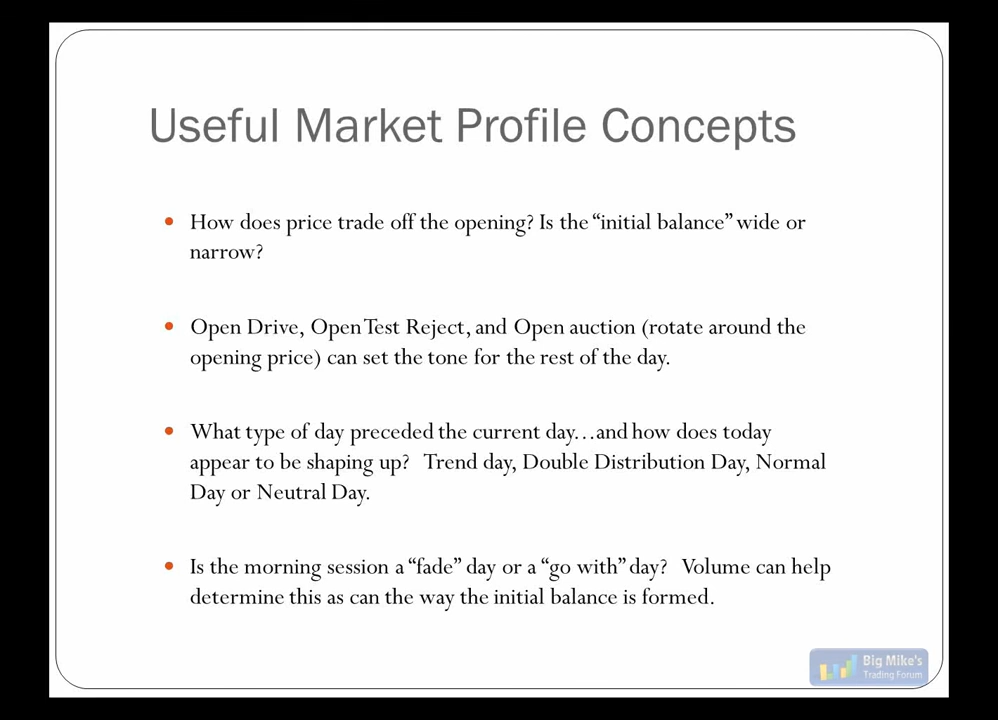 Useful Market Profile Concepts
How does price trade off the opening? Is the “initial balance” wide or
narrow?
Open Drive, Open Test Reject, and Open auction (rotate around the
opening price) can set the tone for the rest of the day.
What type of day preceded the current day…and how does today
appear to be shaping up? Trend day, Double Distribution Day, Normal
Day or Neutral Day.
Is the morning session a “fade” day or a “go with” day? Volume can help
determine this as can the way the initial balance is formed.
Big Mike's
Trading Forum